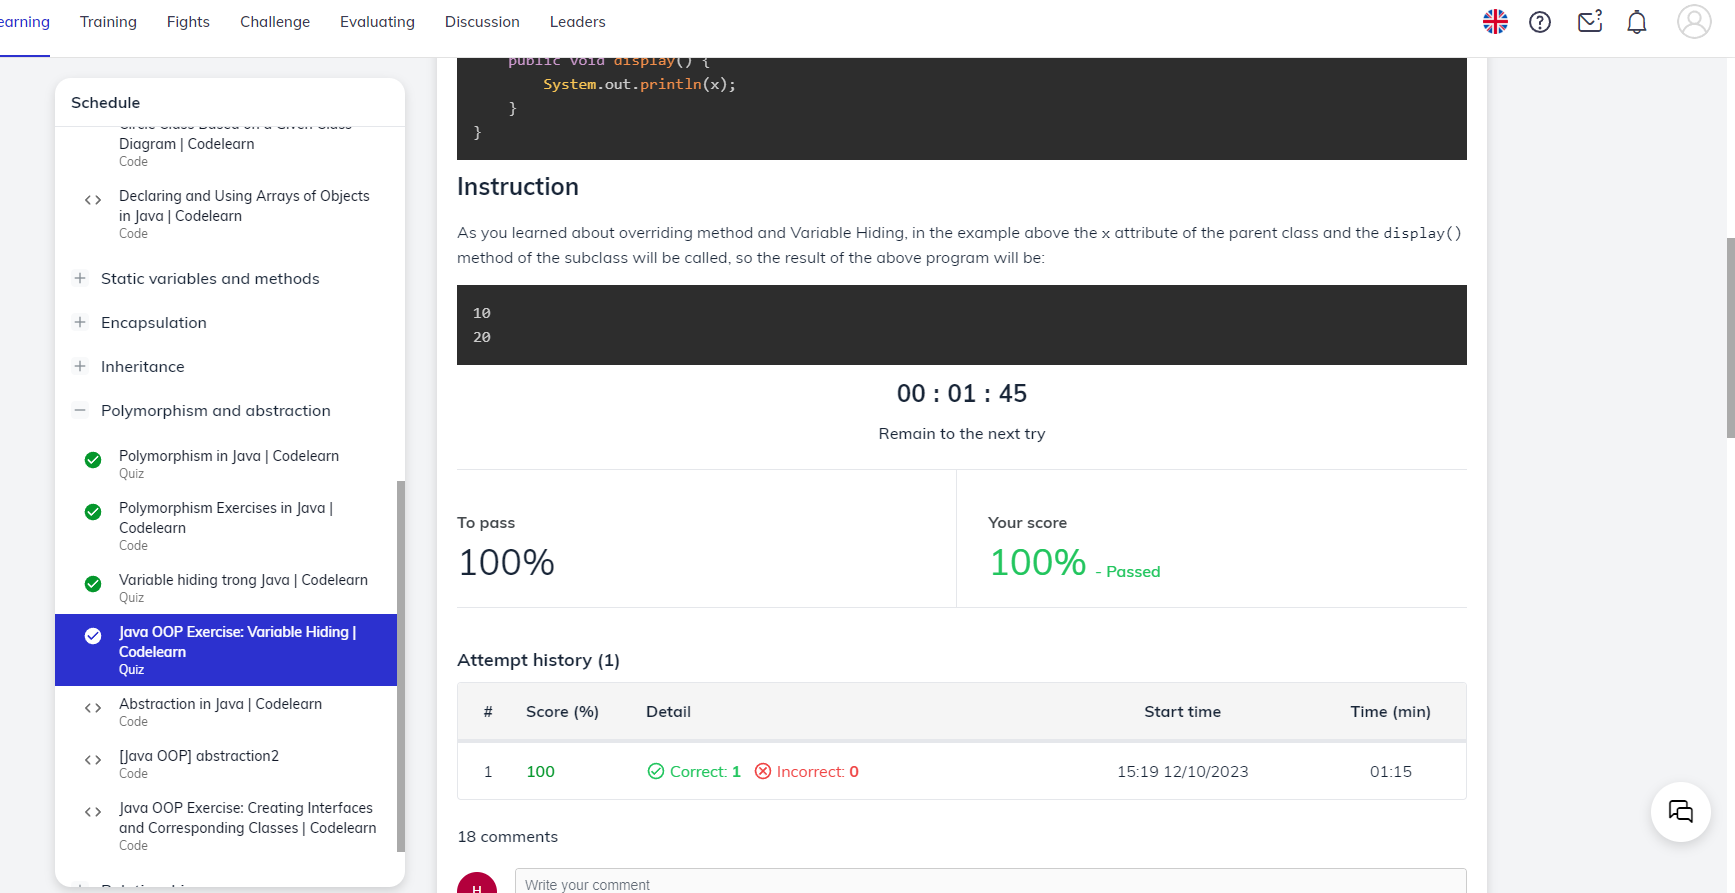 earning Training Fights Challenge Evaluating Discussion Leaders
Schedule
Circle Class Based on a Given Class
Diagram | Codelearn
Code
Declaring and Using Arrays of Objects
in Java | Codelearn
Code
Static variables and methods
Encapsulation
Inheritance
Polymorphism and abstraction
Polymorphism in Java | Codelearn
Quiz
Polymorphism Exercises in Java |
Codelearn
Code
Variable hiding trong Java | Codelearn
Quiz
Java OOP Exercise: Variable Hiding |
Codelearn
Quiz
Abstraction in Java | Codelearn
Code
[Java OOP] abstraction2
Code
Java OOP Exercise: Creating Interfaces
and Corresponding Classes | Codelearn
Code
public void display() {
System.out.println(x);
}
}
Instruction
As you learned about overriding method and Variable Hiding, in the example above the x attribute of the parent class and the display()
method of the subclass will be called, so the result of the above program will be:
10
20
00 : 01 : 45
Remain to the next try
To pass
100%
Your score
100% - Passed
Attempt history (1)
# Score (%) Detail Start time Time (min)
1 100 Correct: 1 Incorrect: 0 15:19 12/10/2023 01:15
18 comments
H
Write your comment